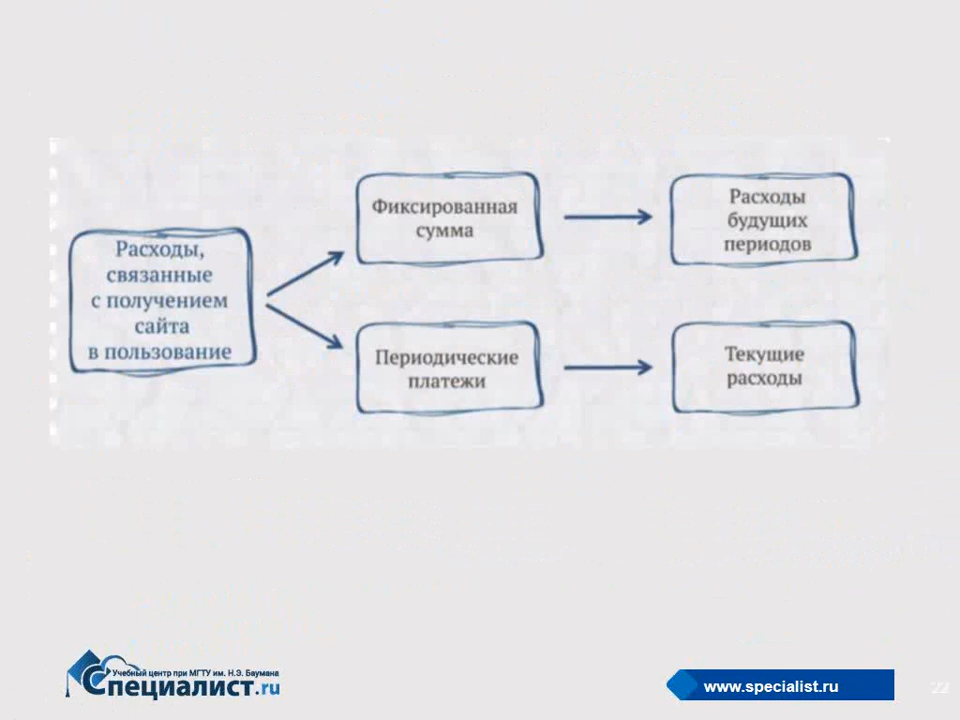 Расходы,
связанные
с получением
сайта
в пользование
Фиксированная
сумма
Расходы
будущих
периодов
Периодические
платежи
Текущие
расходы
Учебный центр при МГТУ им. Н.Э. Баумана
Специалист.ru
www.specialist.ru
22